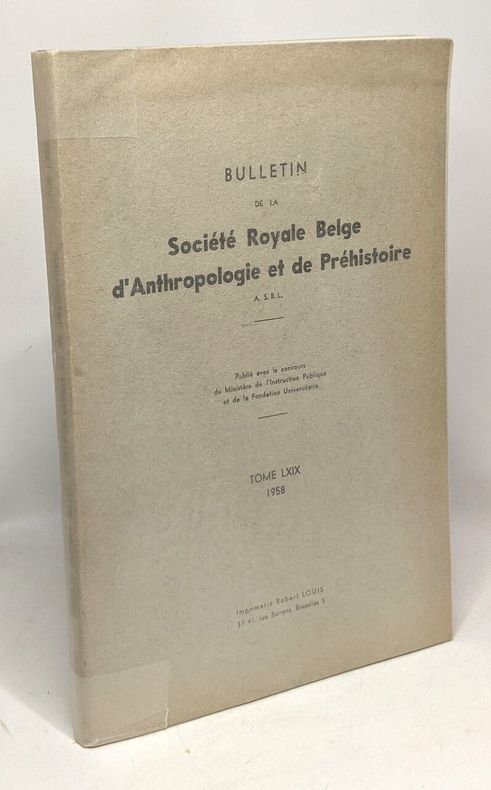 BULLETIN
DE LA
Société Royale Belge
d'Anthropologie et de Préhistoire
A. S. B. L.
Publié avec le concours
du Ministère de l'Instruction Publique
et de la Fondation Universitaire
TOME LXIX
1958
Imprimerie Robert LOUIS
37-41, rue Borrens, Bruxelles 5